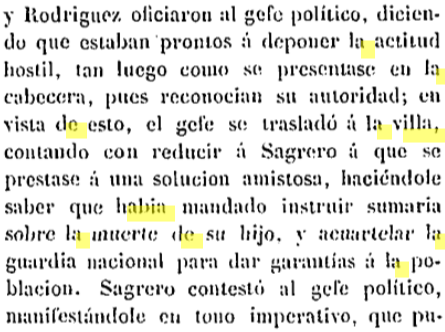 y Rodriguez oficiaron al gefe político, dicien-
do que estaban prontos á deponer la actitud
hostil, tan luego como se presentase en la
cabecera, pues reconocian su autoridad; en
vista de esto, el gefe se trasladó á la villa,
contando con reducir á Sagrero á que se
prestase á una solucion amistosa, haciéndole
saber que habia mandado instruir sumaria
sobre la muerte de su hijo, y acuartelar la
guardia nacional para dar garantías á la po-
blacion. Sagrero contestó al gefe político,
manifestándole en tono imperativo, que pu-